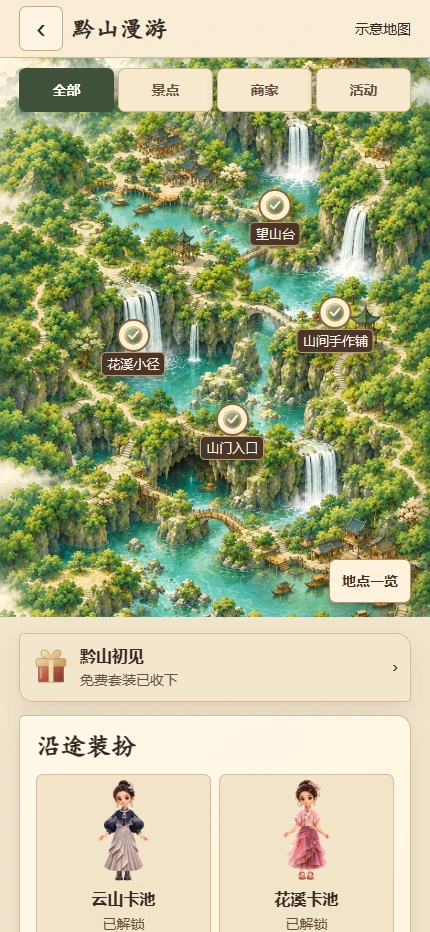 黔山漫游
示意地图
全部
景点
商家
活动
望山台
山间手作铺
花溪小径
山门入口
地点一览
黔山初见
免费套装已收下
沿途装扮
云山卡池
花溪卡池
已解锁
已解锁